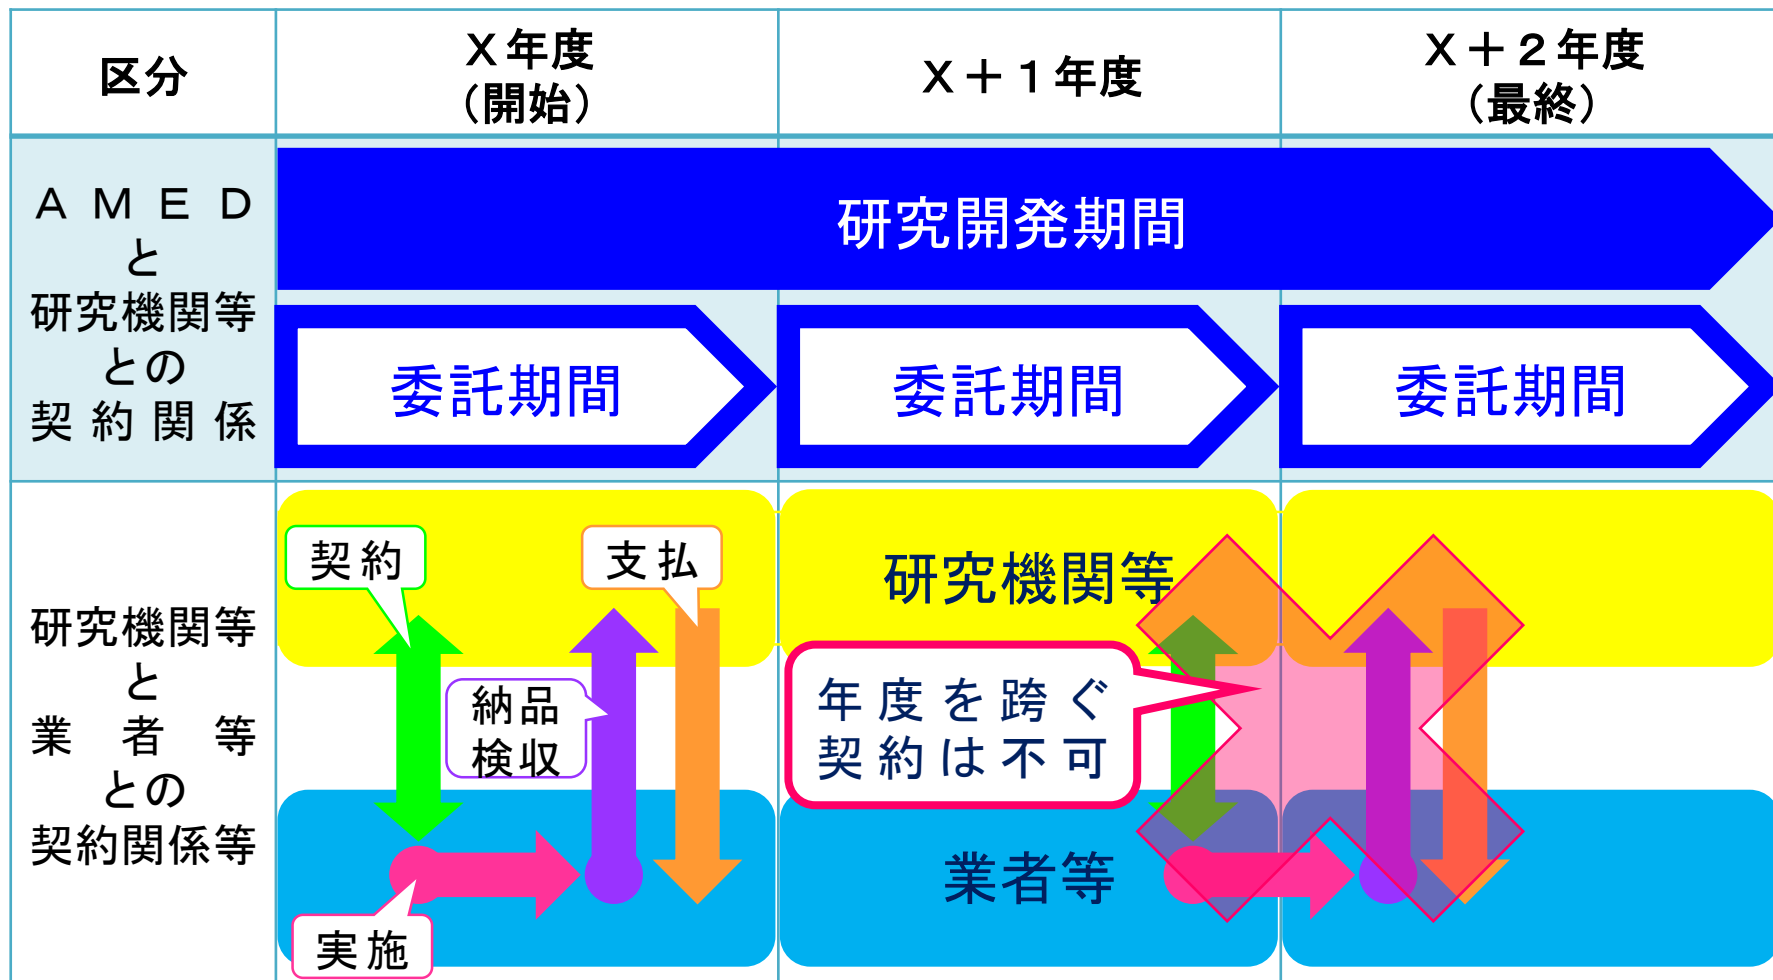 区分
X年度
(開始)
X+1年度
X+2年度
(最終)
AMED
と
研究機関等
との
契約関係
研究開発期間
委託期間
委託期間
委託期間
研究機関等
と
業者等
との
契約関係等
契約
支払
研究機関等
納品
検収
年度を跨ぐ
契約は不可
業者等
実施